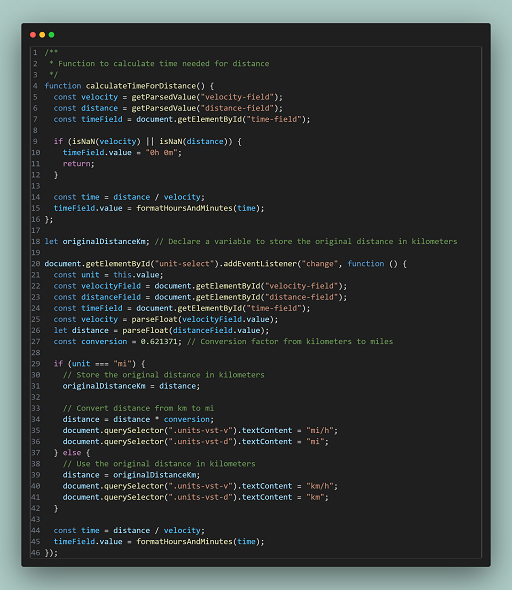 1 /**
2  * Function to calculate time needed for distance
3  */
4 function calculateTimeForDistance() {
5   const velocity = getParsedValue("velocity-field");
6   const distance = getParsedValue("distance-field");
7   const timeField = document.getElementById("time-field");
8
9   if (isNaN(velocity) || isNaN(distance)) {
10     timeField.value = "0h 0m";
11     return;
12   }
13
14   const time = distance / velocity;
15   timeField.value = formatHoursAndMinutes(time);
16 };
17
18 let originalDistanceKm; // Declare a variable to store the original distance in kilometers
19
20 document.getElementById("unit-select").addEventListener("change", function () {
21   const unit = this.value;
22   const velocityField = document.getElementById("velocity-field");
23   const distanceField = document.getElementById("distance-field");
24   const timeField = document.getElementById("time-field");
25   const velocity = parseFloat(velocityField.value);
26   let distance = parseFloat(distanceField.value);
27   const conversion = 0.621371; // Conversion factor from kilometers to miles
28
29   if (unit === "mi") {
30     // Store the original distance in kilometers
31     originalDistanceKm = distance;
32
33     // Convert distance from km to mi
34     distance = distance * conversion;
35     document.querySelector(".units-vst-v").textContent = "mi/h";
36     document.querySelector(".units-vst-d").textContent = "mi";
37   } else {
38     // Use the original distance in kilometers
39     distance = originalDistanceKm;
40     document.querySelector(".units-vst-v").textContent = "km/h";
41     document.querySelector(".units-vst-d").textContent = "km";
42   }
43
44   const time = distance / velocity;
45   timeField.value = formatHoursAndMinutes(time);
46 });